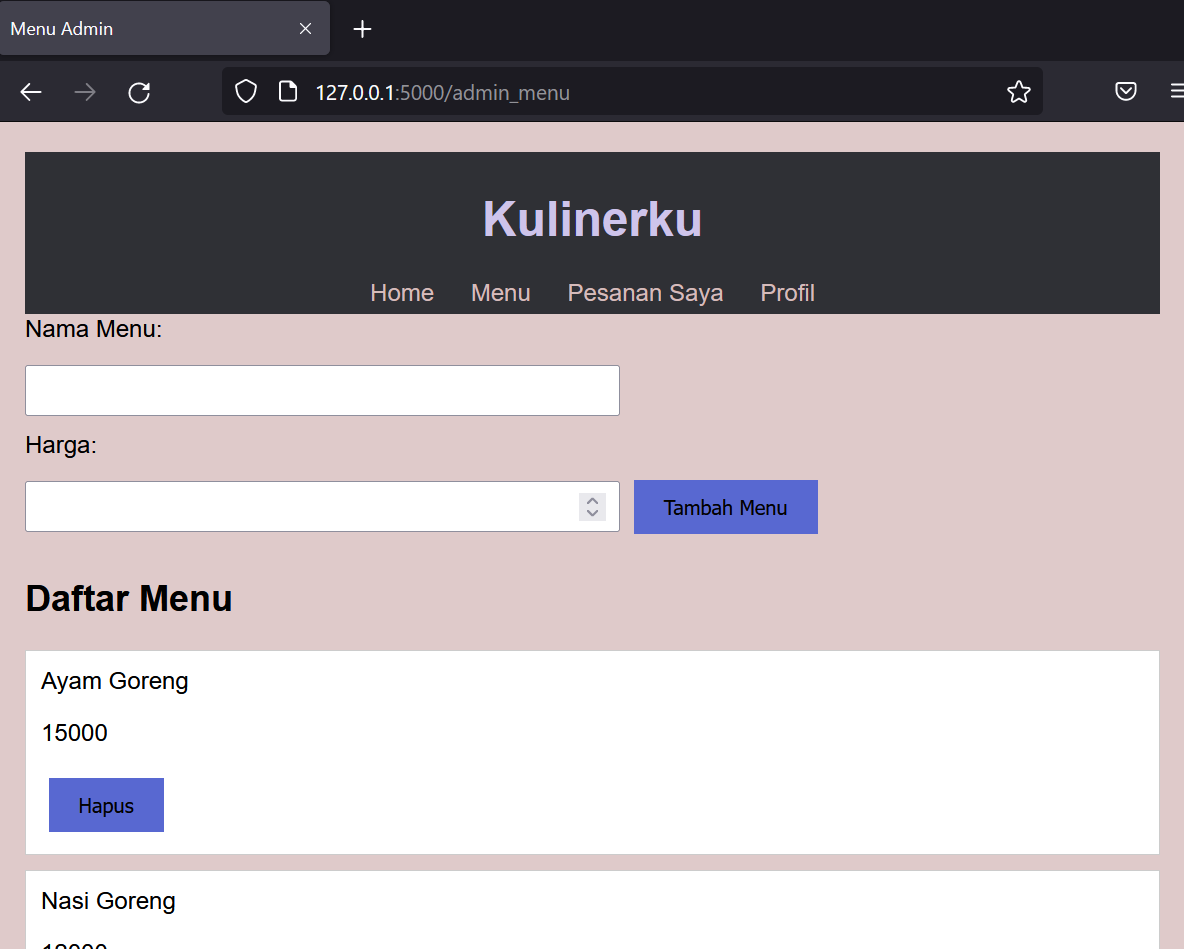 Menu Admin
127.0.0.1:5000/admin_menu
Kulinerku
Home Menu Pesanan Saya Profil
Nama Menu:
Harga:
Tambah Menu
Daftar Menu
Ayam Goreng
15000
Hapus
Nasi Goreng